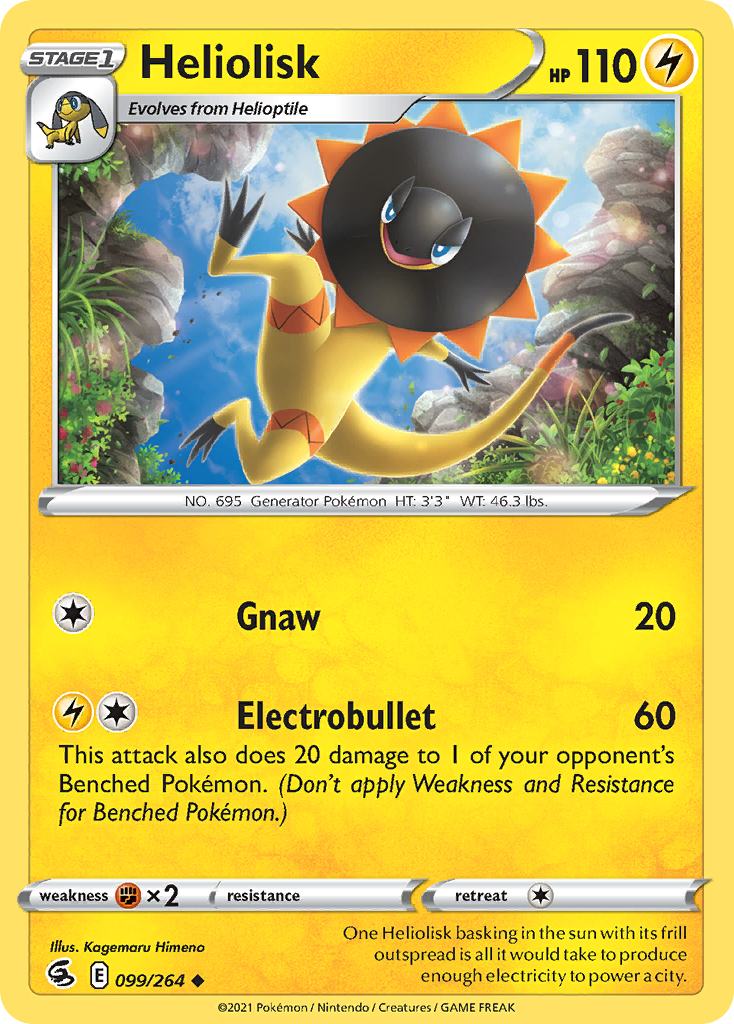 STAGE1
Heliolisk
HP 110
Evolves from Helioptile
NO. 695 Generator Pokémon HT: 3'3" WT: 46.3 lbs.
Gnaw 20
Electrobullet 60
This attack also does 20 damage to 1 of your opponent's
Benched Pokémon. (Don't apply Weakness and Resistance
for Benched Pokémon.)
weakness ×2 resistance retreat
Illus. Kagemaru Himeno
One Heliolisk basking in the sun with its frill
outspread is all it would take to produce
enough electricity to power a city.
E 099/264
©2021 Pokémon / Nintendo / Creatures / GAME FREAK